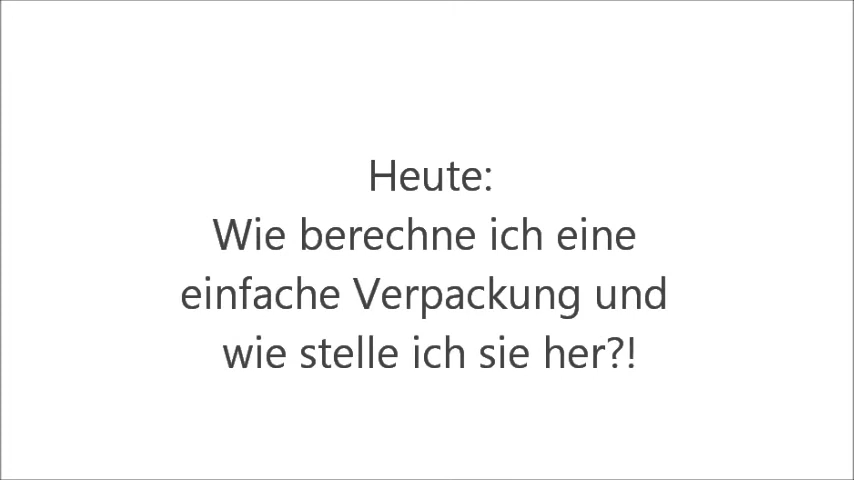 Heute:
Wie berechne ich eine
einfache Verpackung und
wie stelle ich sie her?!